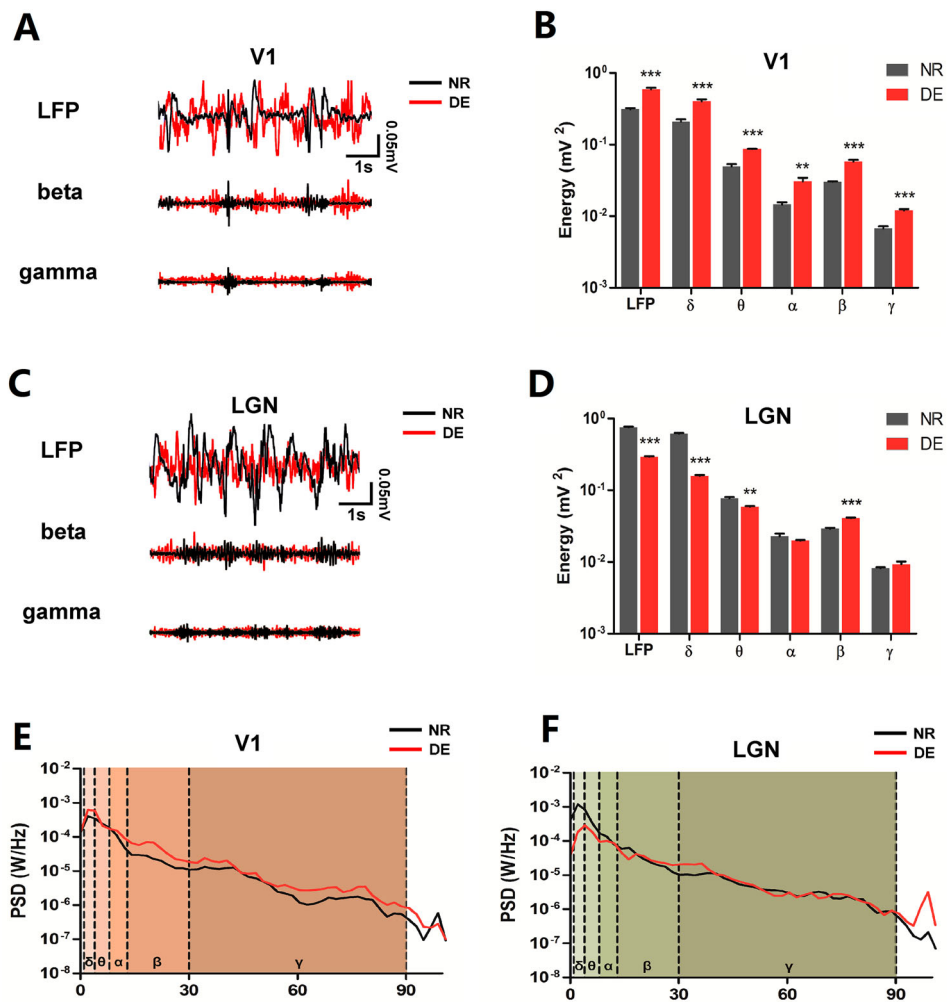 A
V1
NR
DE
LFP
0.05mV
1s
beta
gamma
B
V1
NR
DE
Energy (mV 2)
10^0
10^-1
10^-2
10^-3
***
***
***
**
***
***
LFP δ θ α β γ
C
LGN
NR
DE
LFP
0.05mV
1s
beta
gamma
D
LGN
NR
DE
Energy (mV 2)
10^0
10^-1
10^-2
10^-3
***
***
**
***
LFP δ θ α β γ
E
V1
NR
DE
PSD (W/Hz)
10^-2
10^-3
10^-4
10^-5
10^-6
10^-7
10^-8
δ θ α β γ
0 30 60 90
F
LGN
NR
DE
PSD (W/Hz)
10^-2
10^-3
10^-4
10^-5
10^-6
10^-7
10^-8
δ θ α β γ
0 30 60 90